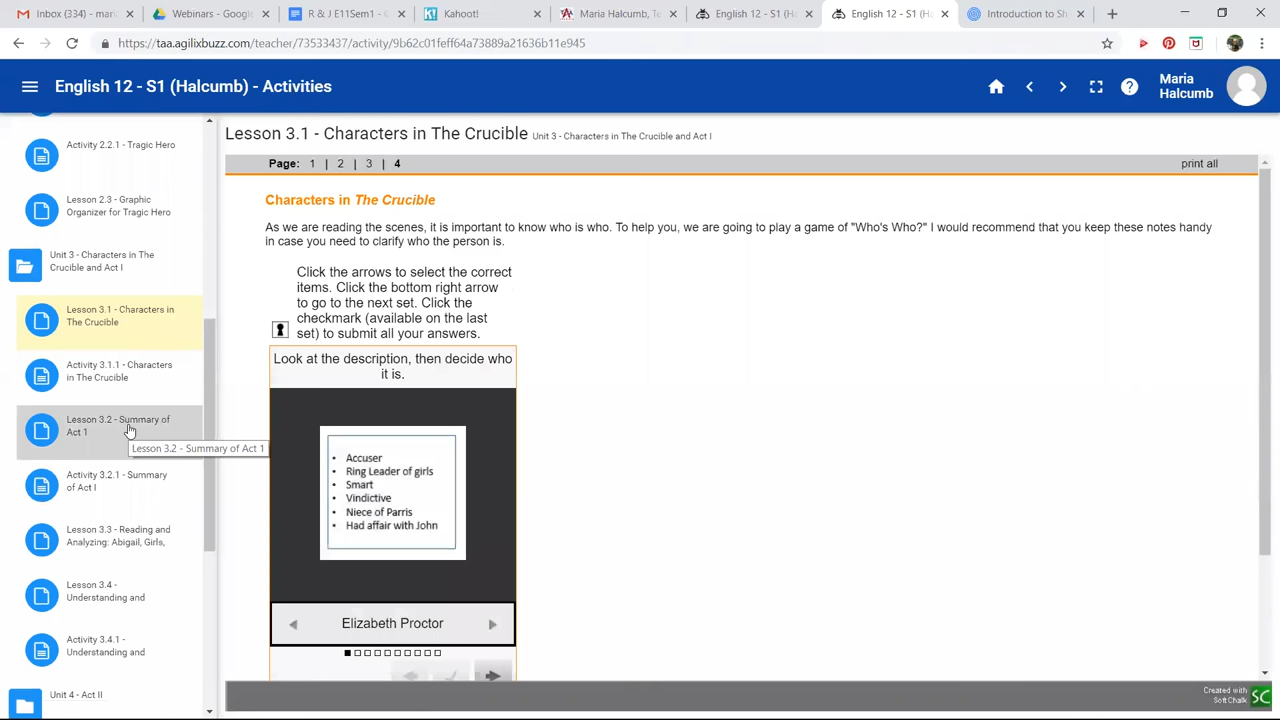 Inbox (234) - maria
Webinars - Google
R & J E11Sem1 - Goo
Kahoot!
Maria Halcumb, Te
English 12 - S1 (H
English 12 - S1 (H
Introduction to Sh
https://taa.agilixbuzz.com/teacher/73533437/activity/9b62c01feff64a73889a21636b11e945
English 12 - S1 (Halcumb) - Activities
Maria
Halcumb
Activity 2.2.1 - Tragic Hero
Lesson 2.3 - Graphic
Organizer for Tragic Hero
Unit 3 - Characters in The
Crucible and Act I
Lesson 3.1 - Characters in
The Crucible
Activity 3.1.1 - Characters
in The Crucible
Lesson 3.2 - Summary of
Act 1
Lesson 3.2 - Summary of Act 1
Activity 3.2.1 - Summary
of Act I
Lesson 3.3 - Reading and
Analyzing: Abigail, Girls,
Lesson 3.4 -
Understanding and
Activity 3.4.1 -
Understanding and
Unit 4 - Act II
Lesson 3.1 - Characters in The Crucible Unit 3 - Characters in The Crucible and Act I
Page: 1 | 2 | 3 | 4
print all
Characters in The Crucible
As we are reading the scenes, it is important to know who is who. To help you, we are going to play a game of "Who's Who?" I would recommend that you keep these notes handy
in case you need to clarify who the person is.
Click the arrows to select the correct
items. Click the bottom right arrow
to go to the next set. Click the
checkmark (available on the last
set) to submit all your answers.
Look at the description, then decide who
it is.
• Accuser
• Ring Leader of girls
• Smart
• Vindictive
• Niece of Parris
• Had affair with John
Elizabeth Proctor
Created with
SoftChalk
SC